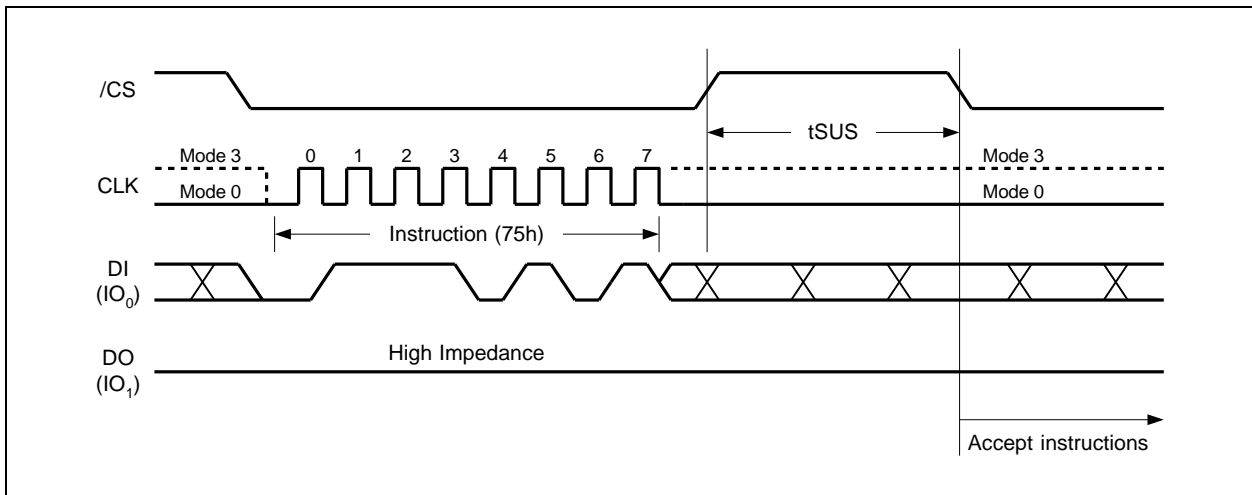 /CS
tSUS
Mode 3
0 1 2 3 4 5 6 7
Mode 3
CLK
Mode 0
Mode 0
Instruction (75h)
DI
(IO₀)
High Impedance
DO
(IO₁)
Accept instructions